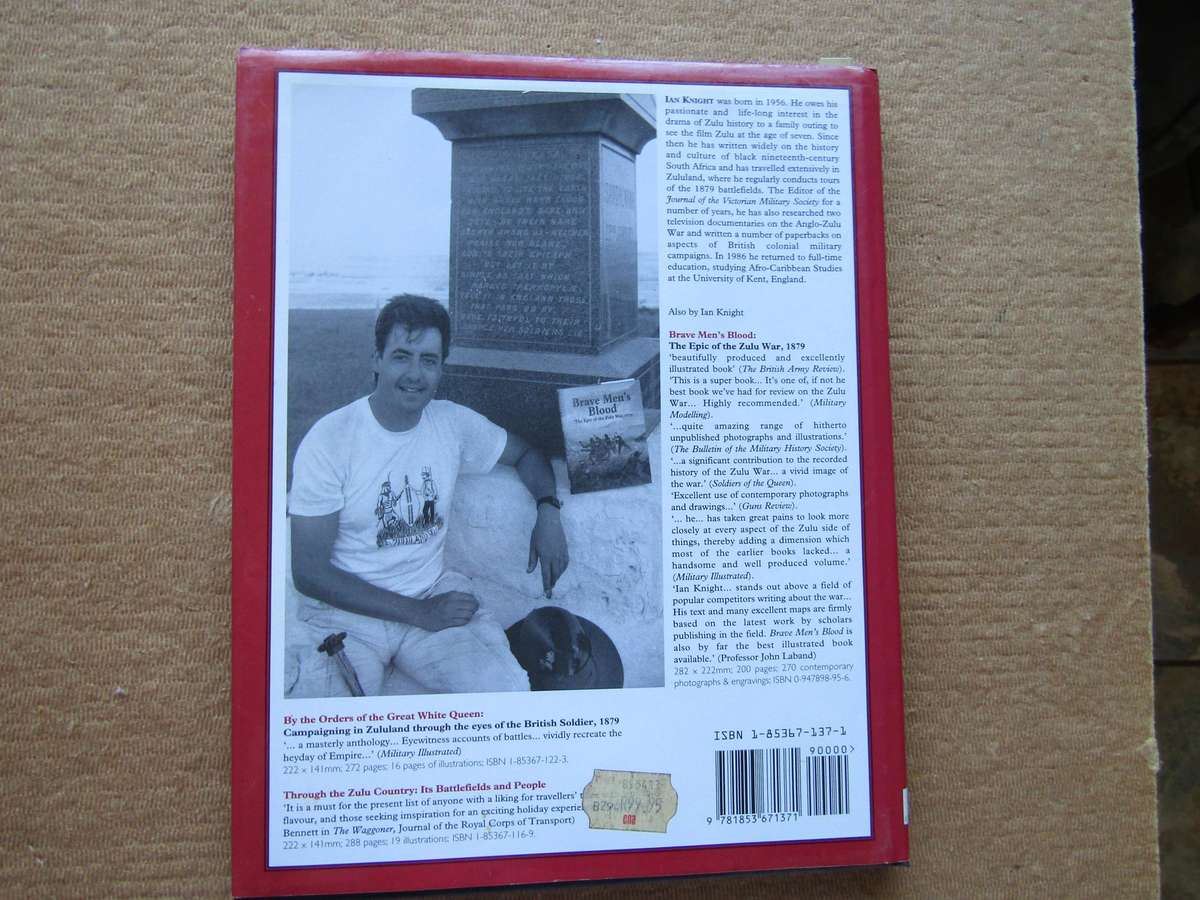 IAN KNIGHT was born in 1956. He owes his
passionate and life-long interest in the
drama of Zulu history to a family outing to
see the film Zulu at the age of seven. Since
then he has written widely on the history
and culture of black nineteenth-century
South Africa and has travelled extensively in
Zululand, where he regularly conducts tours
of the 1879 battlefields. The Editor of the
Journal of the Victorian Military Society for a
number of years, he has also researched two
television documentaries on the Anglo-Zulu
War and written a number of paperbacks on
aspects of British colonial military
campaigns. In 1986 he returned to full-time
education, studying Afro-Caribbean Studies
at the University of Kent, England.
Also by Ian Knight
Brave Men's Blood:
The Epic of the Zulu War, 1879
'beautifully produced and excellently
illustrated book' (The British Army Review).
'This is a super book... It's one of, if not he
best book we've had for review on the Zulu
War... Highly recommended.' (Military
Modelling).
'...quite amazing range of hitherto
unpublished photographs and illustrations.'
(The Bulletin of the Military History Society).
'...a significant contribution to the recorded
history of the Zulu War... a vivid image of
the war.' (Soldiers of the Queen).
'Excellent use of contemporary photographs
and drawings...' (Guns Review).
'... he... has taken great pains to look more
closely at every aspect of the Zulu side of
things, thereby adding a dimension which
most of the earlier books lacked... a
handsome and well produced volume.'
(Military Illustrated).
'Ian Knight... stands out above a field of
popular competitors writing about the war...
His text and many excellent maps are firmly
based on the latest work by scholars
publishing in the field. Brave Men's Blood is
also by far the best illustrated book
available.' (Professor John Laband)
282 × 222mm; 200 pages; 270 contemporary
photographs & engravings; ISBN 0-947898-95-6.
Brave Men's
Blood
The Epic of the Zulu War, 1879
By the Orders of the Great White Queen:
Campaigning in Zululand through the eyes of the British Soldier, 1879
'... a masterly anthology... Eyewitness accounts of battles... vividly recreate the
heyday of Empire...' (Military Illustrated)
222 × 141mm; 272 pages; 16 pages of illustrations; ISBN 1-85367-122-3.
Through the Zulu Country: Its Battlefields and People
'It is a must for the present list of anyone with a liking for travellers'
flavour, and those seeking imspiration for an exciting holiday
Bennett in The Waggoner, Journal of the Royal Corps of Transport)
222 × 141mm; 288 pages; 19 illustrations; ISBN 1-85367-116-9.
cna
ISBN 1-85367-137-1
90000>
9 781853 671371